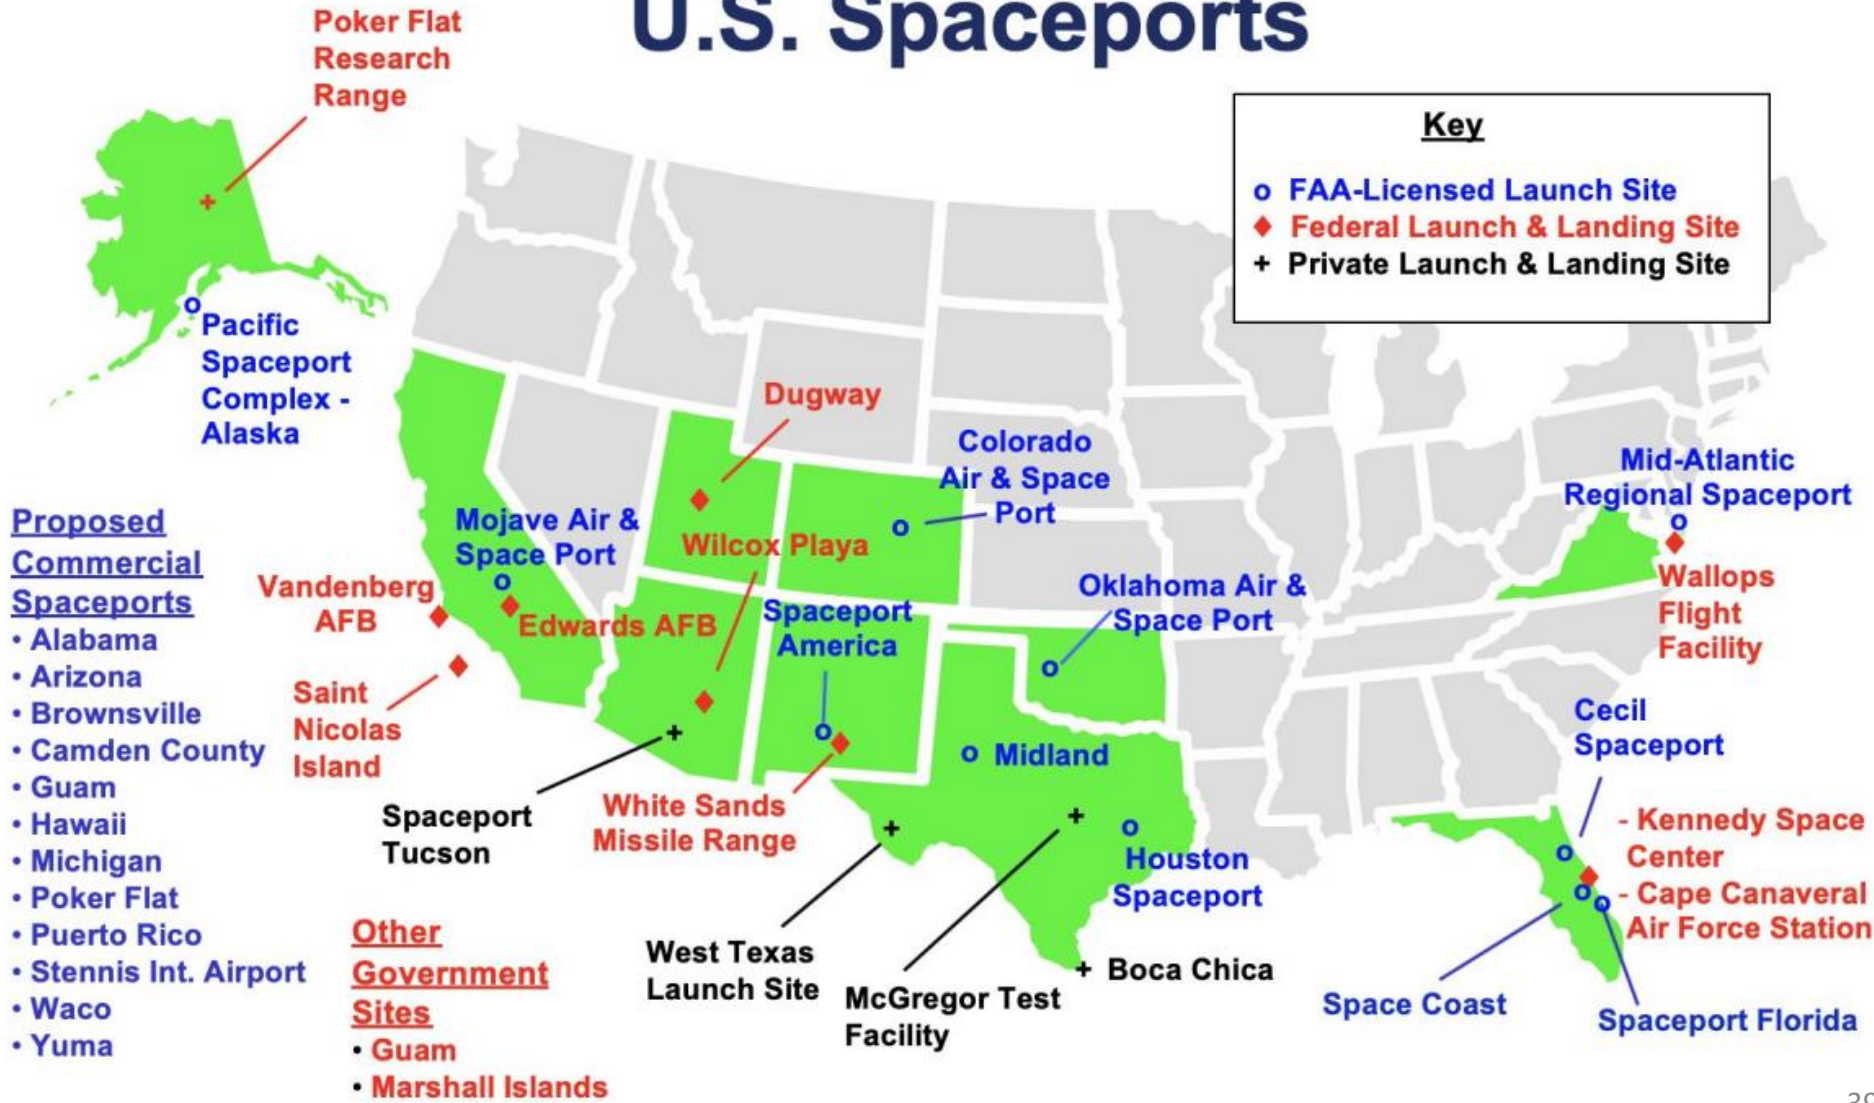 U.S. Spaceports
Poker Flat
Research
Range
Key
o FAA-Licensed Launch Site
♦ Federal Launch & Landing Site
+ Private Launch & Landing Site
Pacific
Spaceport
Complex -
Alaska
Dugway
Colorado
Air & Space
Port
Mid-Atlantic
Regional Spaceport
Mojave Air &
Space Port
Wilcox Playa
Vandenberg
AFB
Edwards AFB
Spaceport
America
Oklahoma Air &
Space Port
Wallops
Flight
Facility
Saint
Nicolas
Island
Midland
Cecil
Spaceport
Spaceport
Tucson
White Sands
Missile Range
Houston
Spaceport
- Kennedy Space
Center
- Cape Canaveral
Air Force Station
West Texas
Launch Site
McGregor Test
Facility
Boca Chica
Space Coast
Spaceport Florida
Proposed
Commercial
Spaceports
• Alabama
• Arizona
• Brownsville
• Camden County
• Guam
• Hawaii
• Michigan
• Poker Flat
• Puerto Rico
• Stennis Int. Airport
• Waco
• Yuma
Other
Government
Sites
• Guam
• Marshall Islands
39